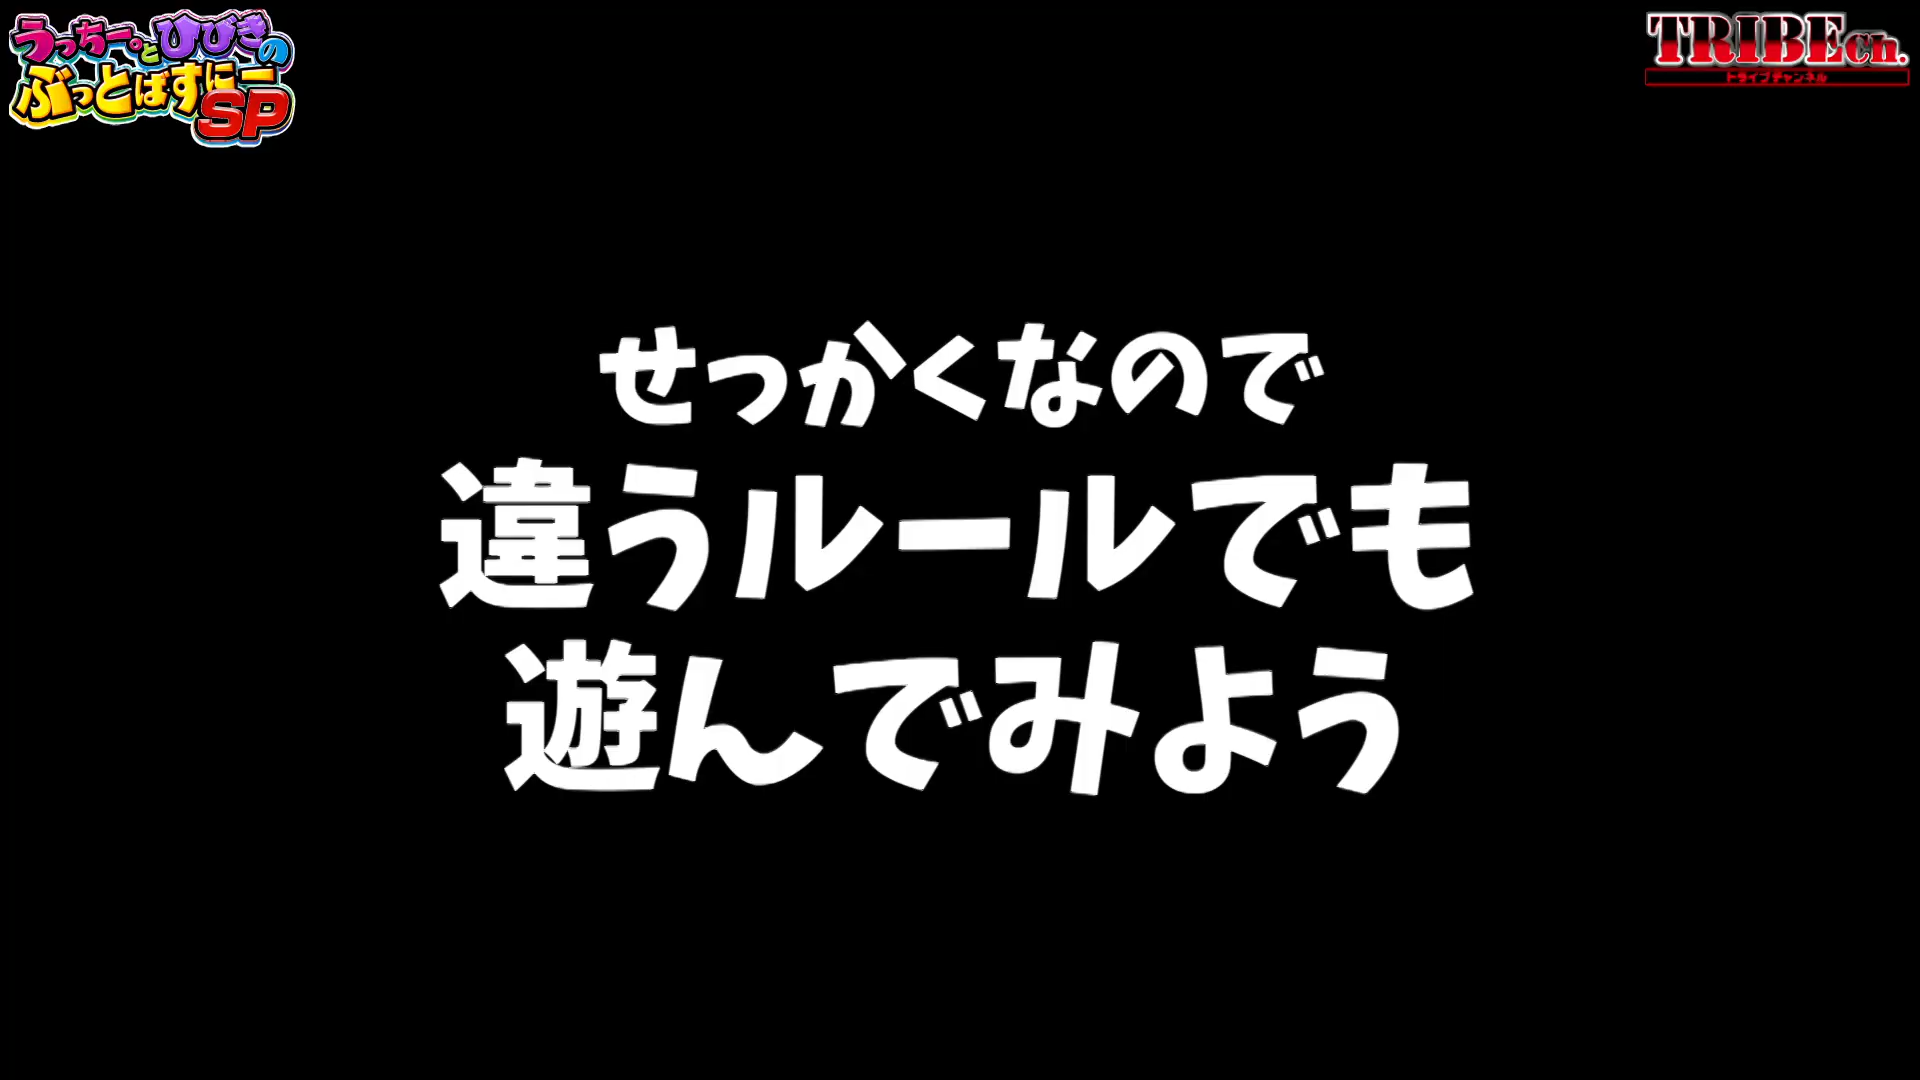 うっちー。とひびきの
ぶっとばすにーSP
TRIBE Ch.
トライブチャンネル
せっかくなので
違うルールでも
遊んでみよう